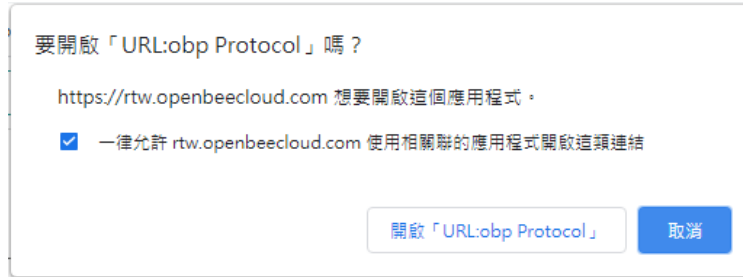 要開啟「URL:obp Protocol」嗎？
https://rtw.openbeecloud.com 想要開啟這個應用程式。
一律允許 rtw.openbeecloud.com 使用相關聯的應用程式開啟這類連結
開啟「URL:obp Protocol」
取消